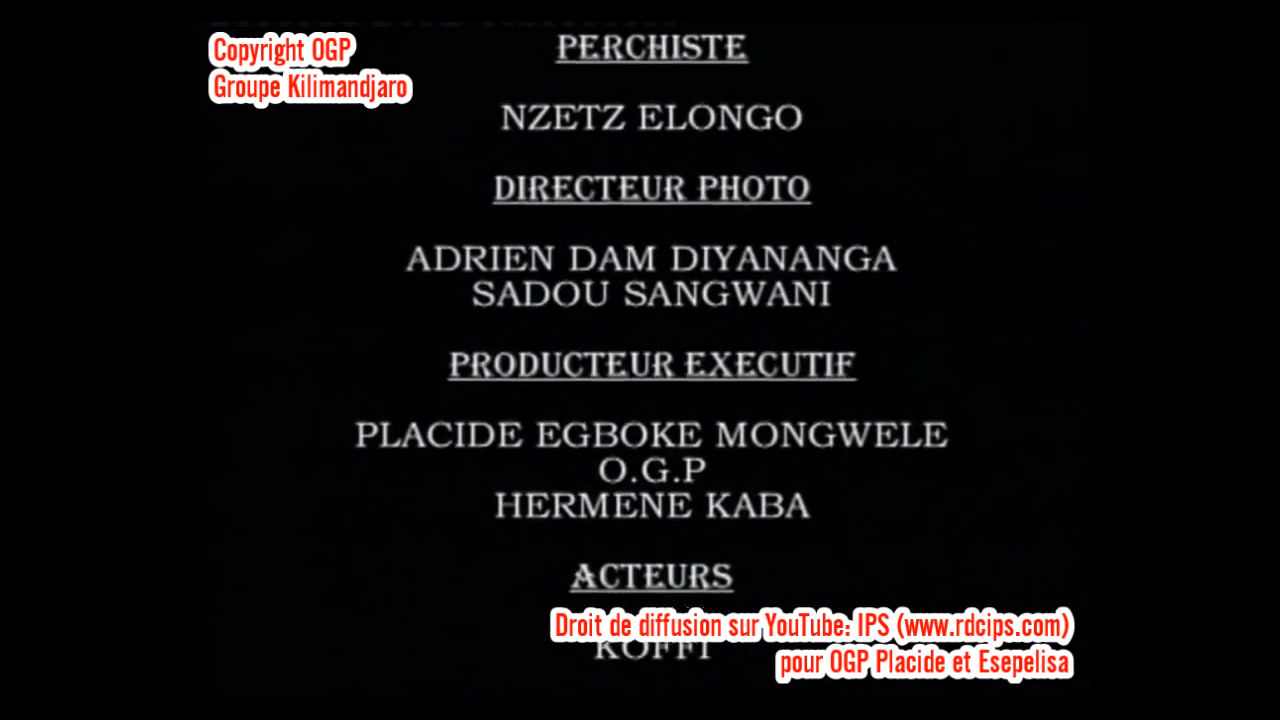 Copyright OGP
Groupe Kilimandjaro
PERCHISTE
NZETZ ELONGO
DIRECTEUR PHOTO
ADRIEN DAM DIYANANGA
SADOU SANGWANI
PRODUCTEUR EXECUTIF
PLACIDE EGBOKE MONGWELE
O.G.P
HERMENE KABA
ACTEURS
Droit de diffusion sur YouTube: IPS (www.rdcips.com)
KOFFI
pour OGP Placide et Esepelisa